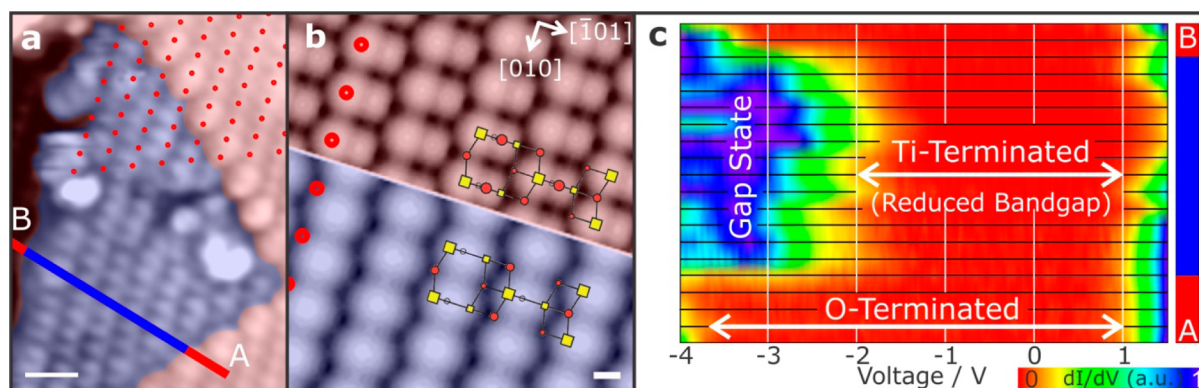 a
B
A
b
[1̅01]
[010]
c
Gap State
Ti-Terminated
(Reduced Bandgap)
O-Terminated
B
A
-4 -3 -2 -1 0 1
Voltage / V
0 dI/dV (a.u.) 1